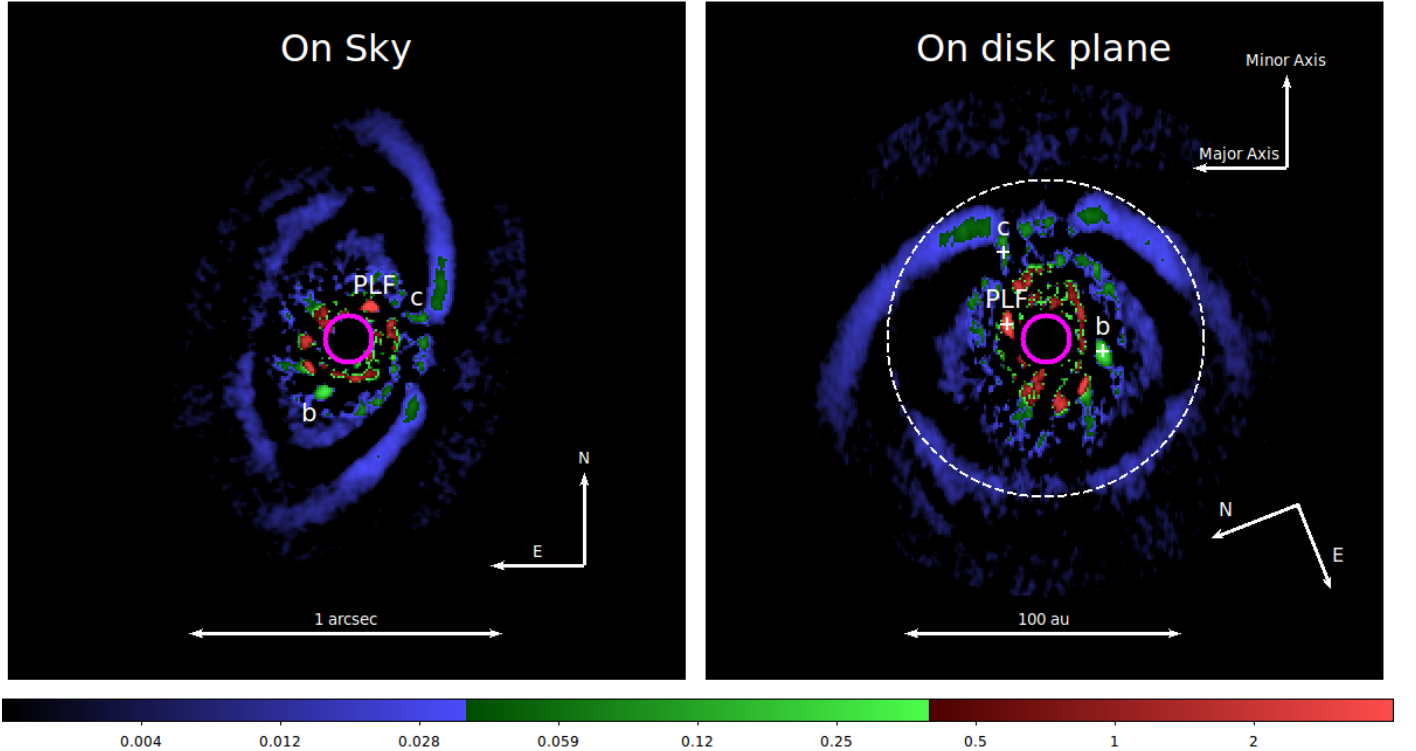 On Sky
PLF
c
b
N
E
1 arcsec
On disk plane
Minor Axis
Major Axis
c
PLF
b
N
E
100 au
0.004 0.012 0.028 0.059 0.12 0.25 0.5 1 2